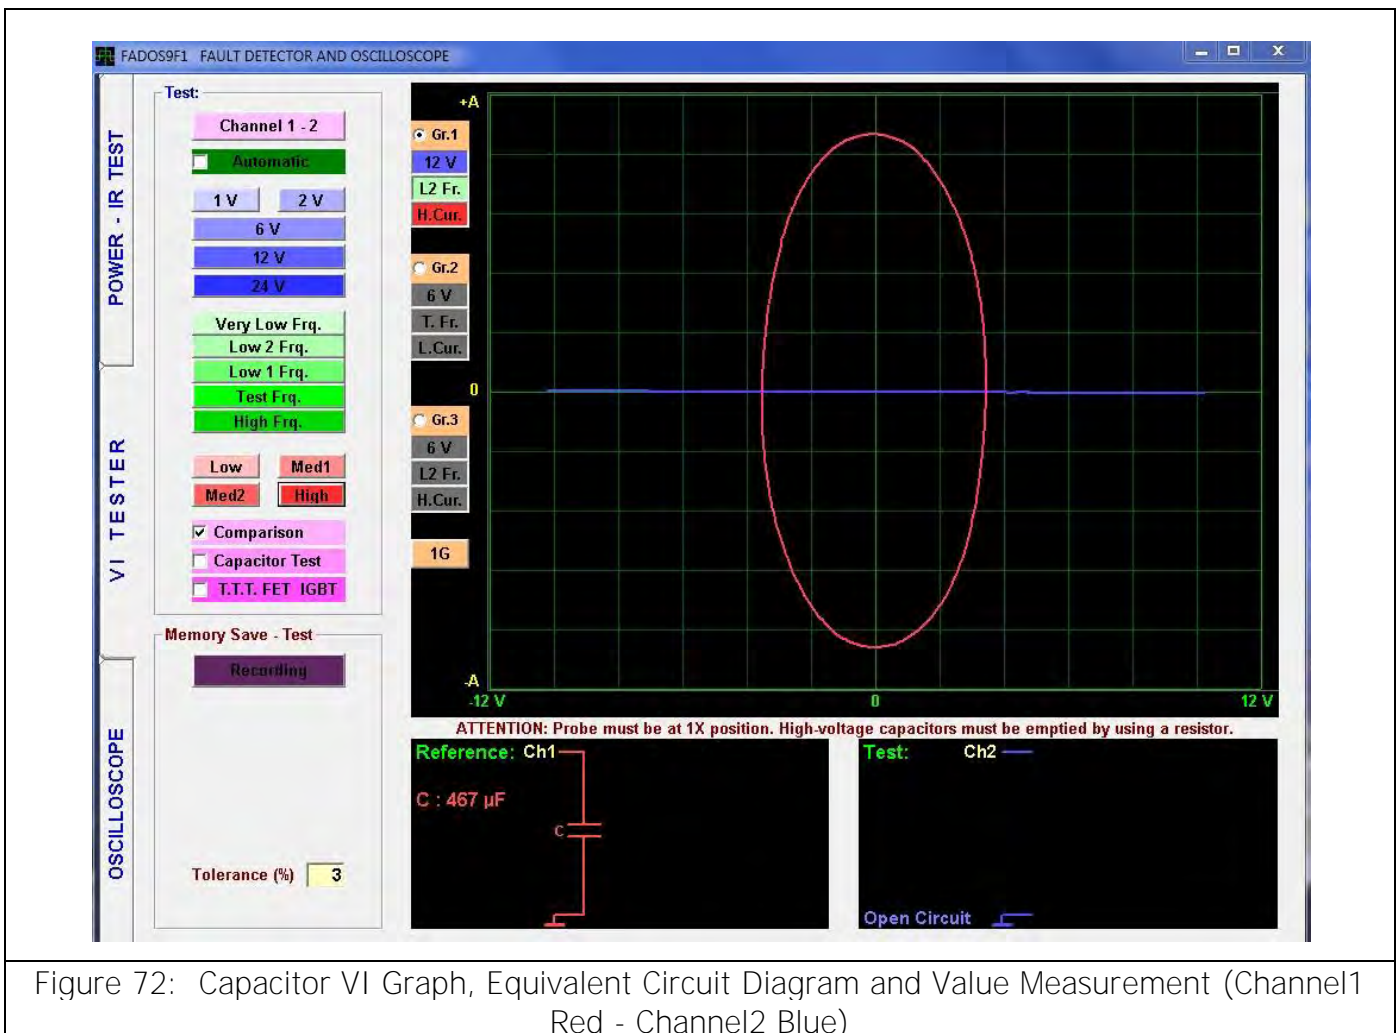 FADOS9F1 FAULT DETECTOR AND OSCILLOSCOPE
POWER - IR TEST
VI TESTER
OSCILLOSCOPE
Test:
Channel 1 - 2
Automatic
1 V 2 V
6 V
12 V
24 V
Very Low Frq.
Low 2 Frq.
Low 1 Frq.
Test Frq.
High Frq.
Low Med1
Med2 High
Comparison
Capacitor Test
T.T.T. FET IGBT
Memory Save - Test
Recording
Tolerance (%) 3
Gr.1
12 V
L2 Fr.
H.Cur.
Gr.2
6 V
T. Fr.
L.Cur.
Gr.3
6 V
L2 Fr.
H.Cur.
1G
+A
0
-A
-12 V 0 12 V
ATTENTION: Probe must be at 1X position. High-voltage capacitors must be emptied by using a resistor.
Reference: Ch1
C : 467 µF
C
Test: Ch2
Open Circuit
Figure 72: Capacitor VI Graph, Equivalent Circuit Diagram and Value Measurement (Channel1
Red - Channel2 Blue)